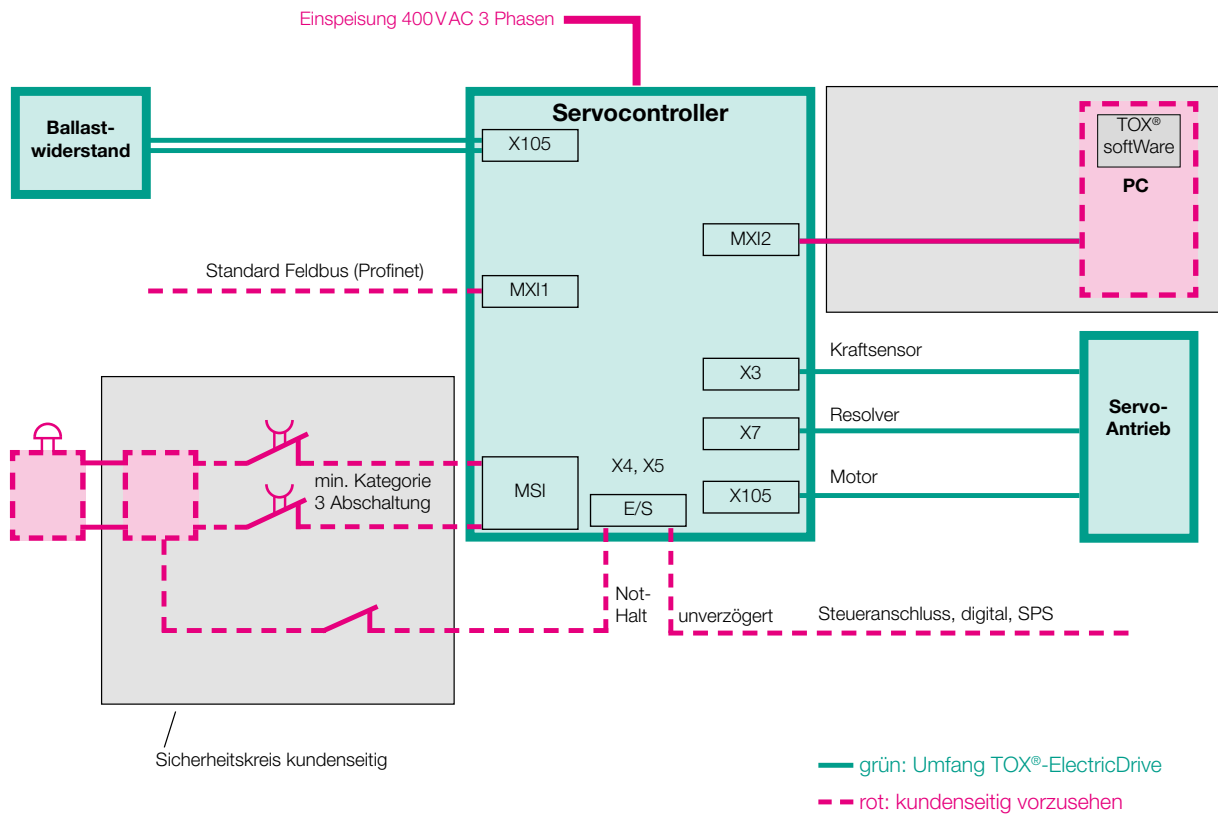 Einspeisung 400 VAC 3 Phasen
Servocontroller
Ballast-
widerstand
X105
TOX®
softWare
PC
MXI2
Standard Feldbus (Profinet)
MXI1
Kraftsensor
X3
Resolver
X7
Servo-
Antrieb
Motor
X105
X4, X5
E/S
MSI
min. Kategorie
3 Abschaltung
Not-
Halt
unverzögert
Steueranschluss, digital, SPS
Sicherheitskreis kundenseitig
grün: Umfang TOX®-ElectricDrive
rot: kundenseitig vorzusehen